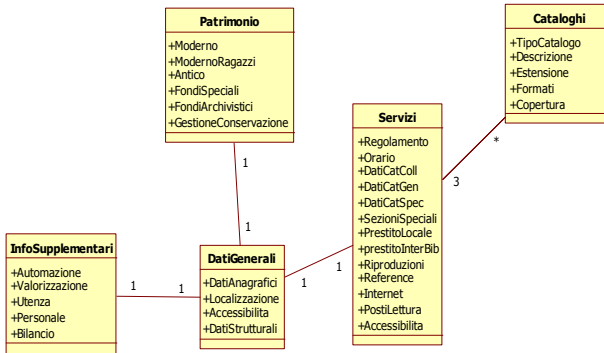 Patrimonio
+Moderno
+ModernoRagazzi
+Antico
+FondiSpeciali
+FondiArchivistici
+GestioneConservazione
Cataloghi
+TipoCatalogo
+Descrizione
+Estensione
+Formati
+Copertura
Servizi
+Regolamento
+Orario
+DatiCatColl
+DatiCatGen
+DatiCatSpec
+SezioniSpeciali
+PrestitoLocale
+prestitoInterBib
+Riproduzioni
+Reference
+Internet
+PostiLettura
+Accessibilita
InfoSupplementari
+Automazione
+Valorizzazione
+Utenza
+Personale
+Bilancio
DatiGenerali
+DatiAnagrafici
+Localizzazione
+Accessibilita
+DatiStrutturali
1
1
1
1
1
1
3
*